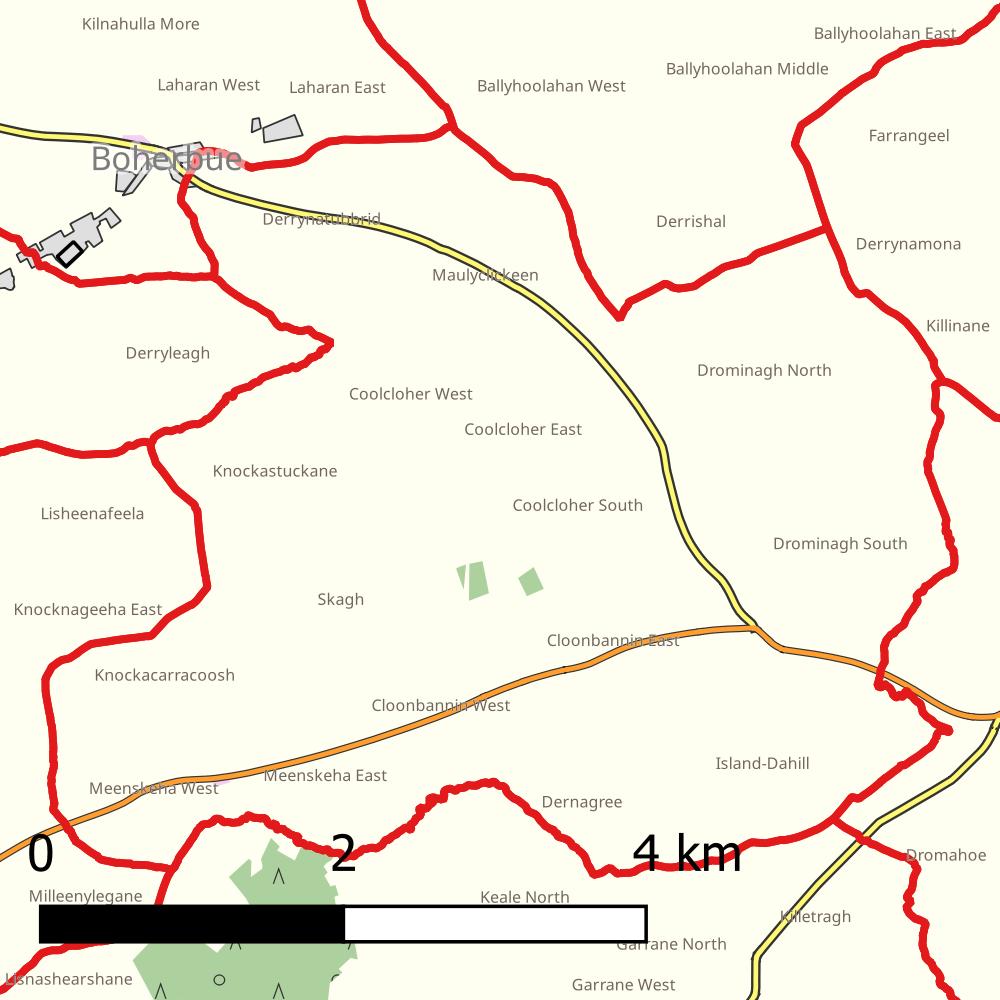 Kilnahulla More
Ballyhoolahan East
Ballyhoolahan Middle
Laharan West
Laharan East
Ballyhoolahan West
Farrangeel
Boherbue
Derrynatubbrid
Derrishal
Derrynamona
Maulyclickeen
Killinane
Derryleagh
Drominagh North
Coolcloher West
Coolcloher East
Knockastuckane
Coolcloher South
Lisheenafeela
Drominagh South
Skagh
Knocknageeha East
Cloonbannin East
Knockacarracoosh
Cloonbannin West
Island-Dahill
Meenskeha East
Meenskeha West
Dernagree
0 2 4 km
Dromahoe
Milleenylegane
Keale North
Killetragh
Garrane North
Lisnashearshane
Garrane West